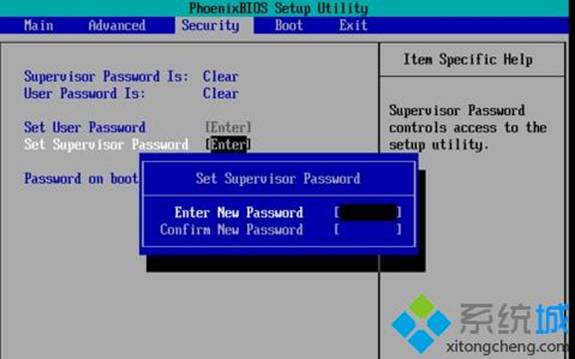 PhoenixBIOS Setup Utility
Main Advanced Security Boot Exit
Item Specific Help
Supervisor Password Is: Clear
User Password Is: Clear
Set User Password [Enter]
Set Supervisor Password [Enter]
Password on boot
Supervisor Password
controls access to the
setup utility.
Set Supervisor Password
Enter New Password [ ]
Confirm New Password [ ]
系统城
xitongcheng.com